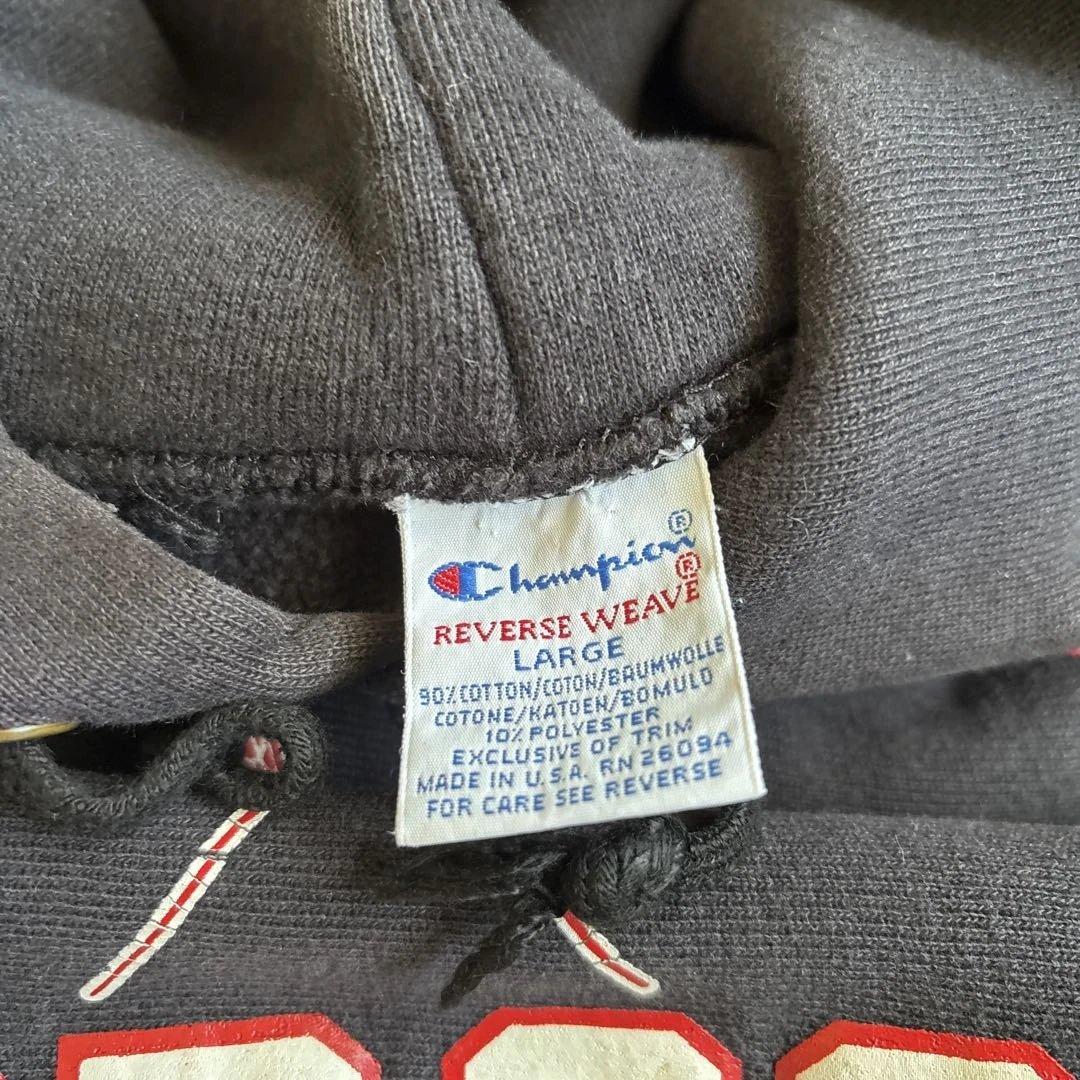 Champion®
REVERSE WEAVE®
LARGE
90% COTTON/COTON/BAUMWOLLE
COTONE/KATOEN/BOMULD
10% POLYESTER
EXCLUSIVE OF TRIM
MADE IN U.S.A. RN 26094
FOR CARE SEE REVERSE